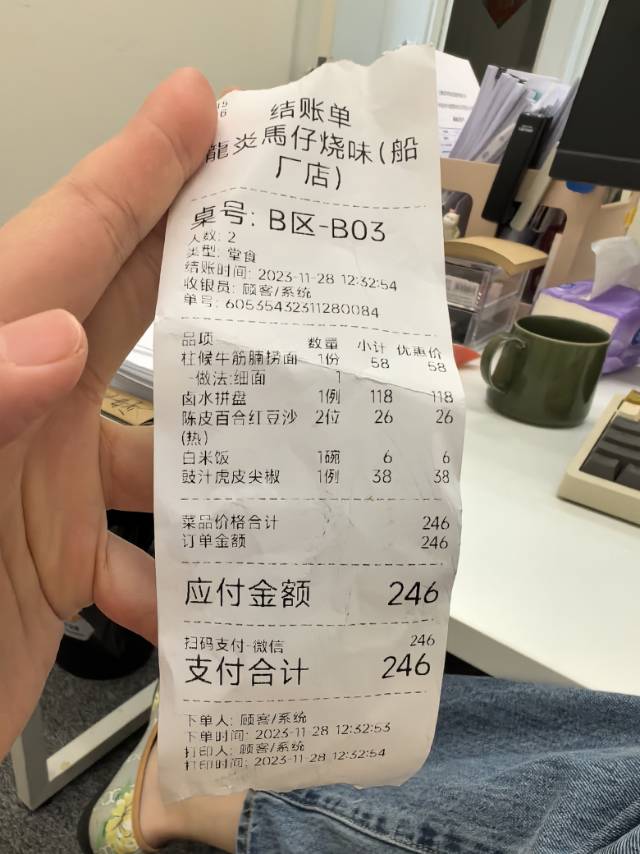 结账单
龍炎馬仔烧味(船
厂店)
桌号: B区-B03
人数: 2
类型: 堂食
结账时间: 2023-11-28 12:32:54
收银员: 顾客/系统
单号: 605354432311280084
品项 数量 小计 优惠价
柱候牛筋腩捞面 1份 58 58
-做法:细面 1
卤水拼盘 1例 118 118
陈皮百合红豆沙 2位 26 26
(热)
白米饭 1碗 6 6
豉汁虎皮尖椒 1例 38 38
菜品价格合计 246
订单金额 246
应付金额 246
扫码支付-微信 246
支付合计 246
下单人: 顾客/系统
下单时间: 2023-11-28 12:32:53
打印人: 顾客/系统
打印时间: 2023-11-28 12:32:54